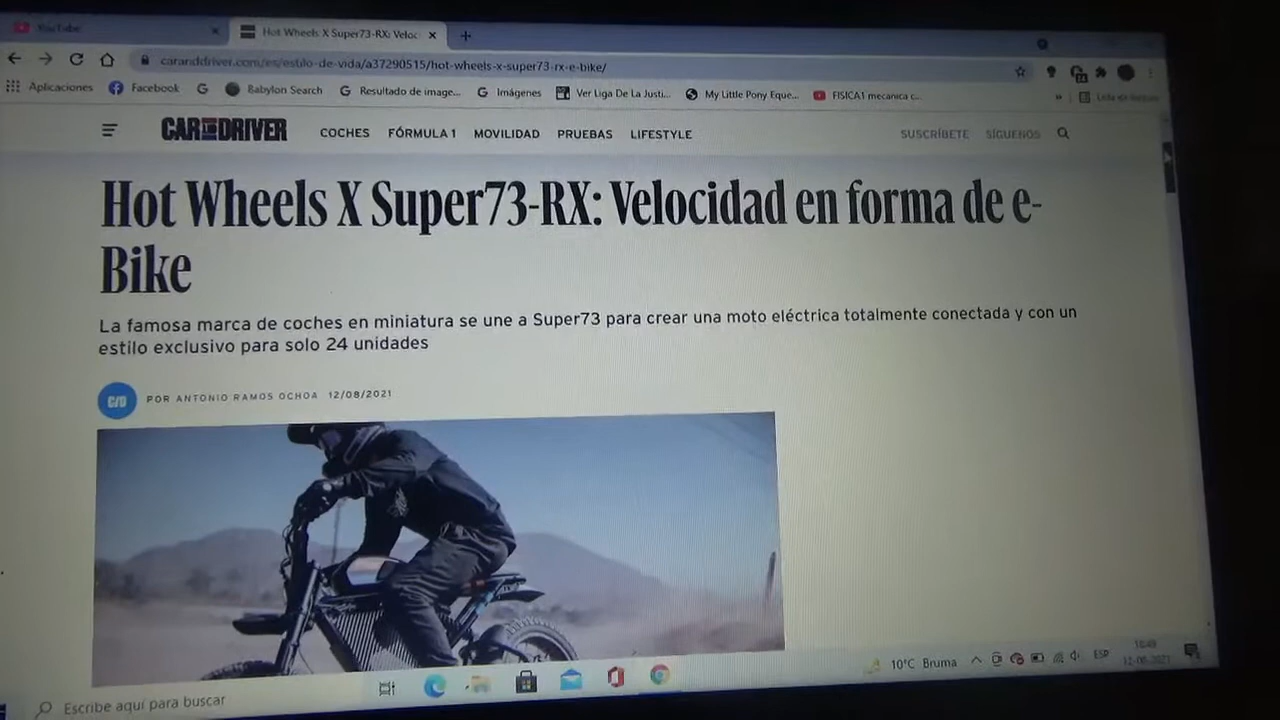 YouTube
Hot Wheels X Super73-RX: Veloc
caranddriver.com/es/estilo-de-vida/a37290515/hot-wheels-x-super73-rx-e-bike/
Aplicaciones Facebook Babylon Search Resultado de image... Imágenes Ver Liga De La Justi... My Little Pony Eque... FISICA1 mecanica c...
CAR AND DRIVER COCHES FÓRMULA 1 MOVILIDAD PRUEBAS LIFESTYLE SUSCRÍBETE SÍGUENOS
Hot Wheels X Super73-RX: Velocidad en forma de e-
Bike
La famosa marca de coches en miniatura se une a Super73 para crear una moto eléctrica totalmente conectada y con un
estilo exclusivo para solo 24 unidades
C/D POR ANTONIO RAMOS OCHOA 12/08/2021
10°C Bruma ESP
Escribe aquí para buscar